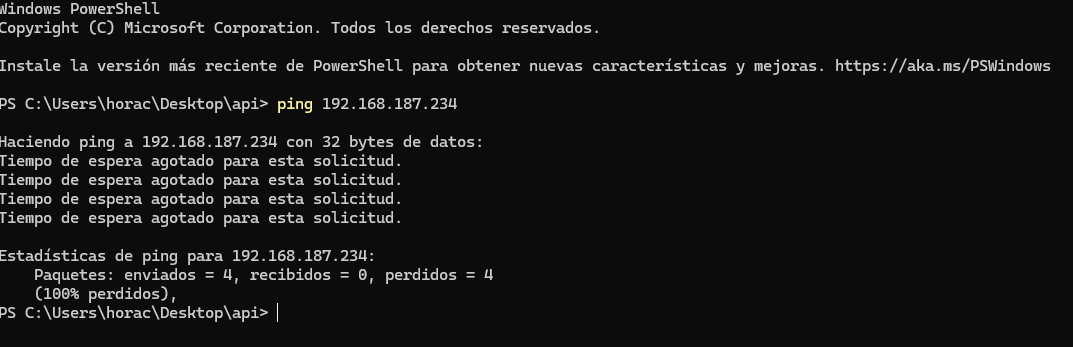 Windows PowerShell
Copyright (C) Microsoft Corporation. Todos los derechos reservados.
Instale la versión más reciente de PowerShell para obtener nuevas características y mejoras. https://aka.ms/PSWindows
PS C:\Users\horac\Desktop\api> ping 192.168.187.234
Haciendo ping a 192.168.187.234 con 32 bytes de datos:
Tiempo de espera agotado para esta solicitud.
Tiempo de espera agotado para esta solicitud.
Tiempo de espera agotado para esta solicitud.
Tiempo de espera agotado para esta solicitud.
Estadísticas de ping para 192.168.187.234:
    Paquetes: enviados = 4, recibidos = 0, perdidos = 4
    (100% perdidos),
PS C:\Users\horac\Desktop\api>